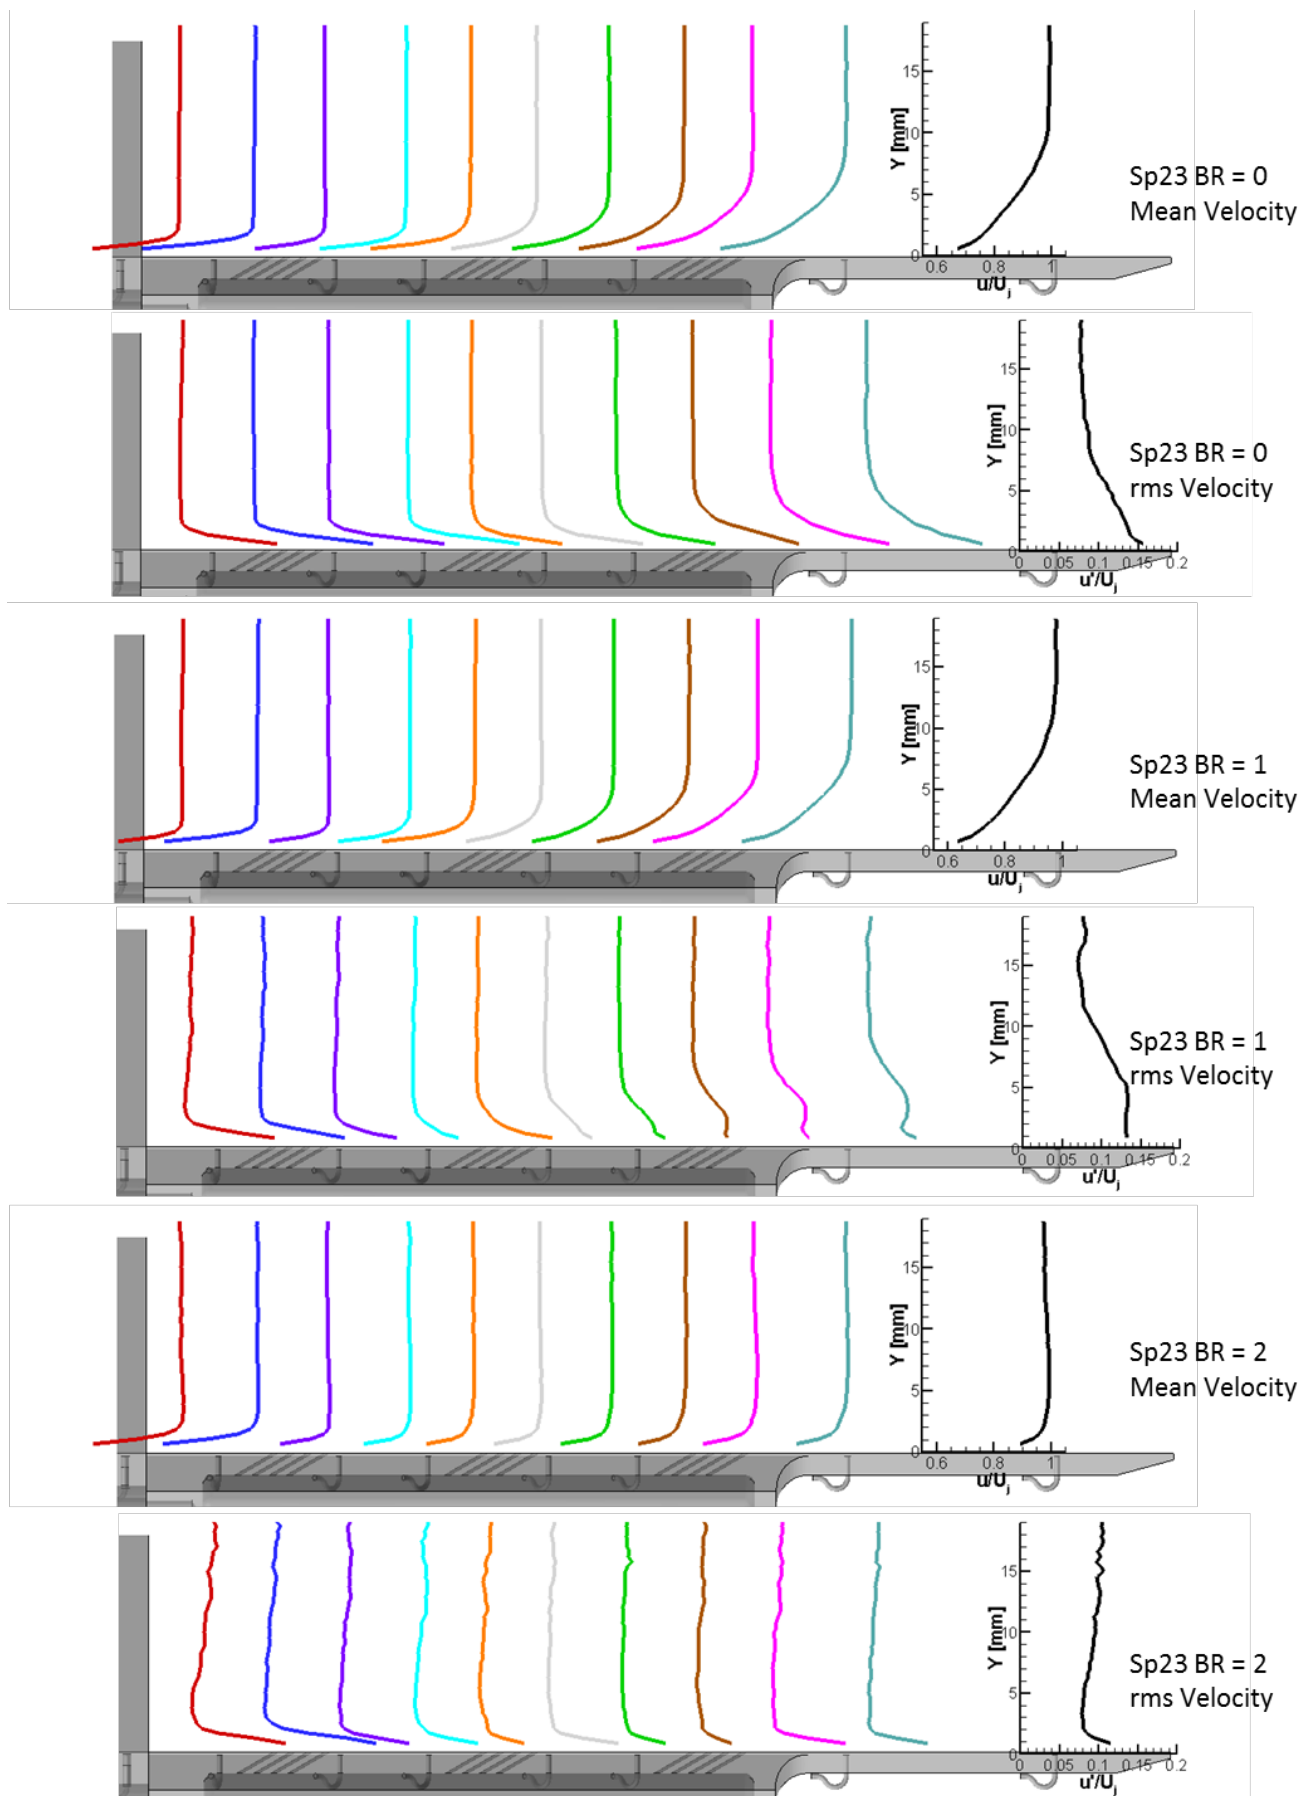 15
10
5
0
Y [mm]
0.6 0.8 1
u/Uj
Sp23 BR = 0
Mean Velocity
15
10
5
0
Y [mm]
0 0.05 0.1 0.15 0.2
u'/Uj
Sp23 BR = 0
rms Velocity
15
10
5
0
Y [mm]
0.6 0.8 1
u/Uj
Sp23 BR = 1
Mean Velocity
15
10
5
0
Y [mm]
0 0.05 0.1 0.15 0.2
u'/Uj
Sp23 BR = 1
rms Velocity
15
10
5
0
Y [mm]
0.6 0.8 1
u/Uj
Sp23 BR = 2
Mean Velocity
15
10
5
0
Y [mm]
0 0.05 0.1 0.15 0.2
u'/Uj
Sp23 BR = 2
rms Velocity